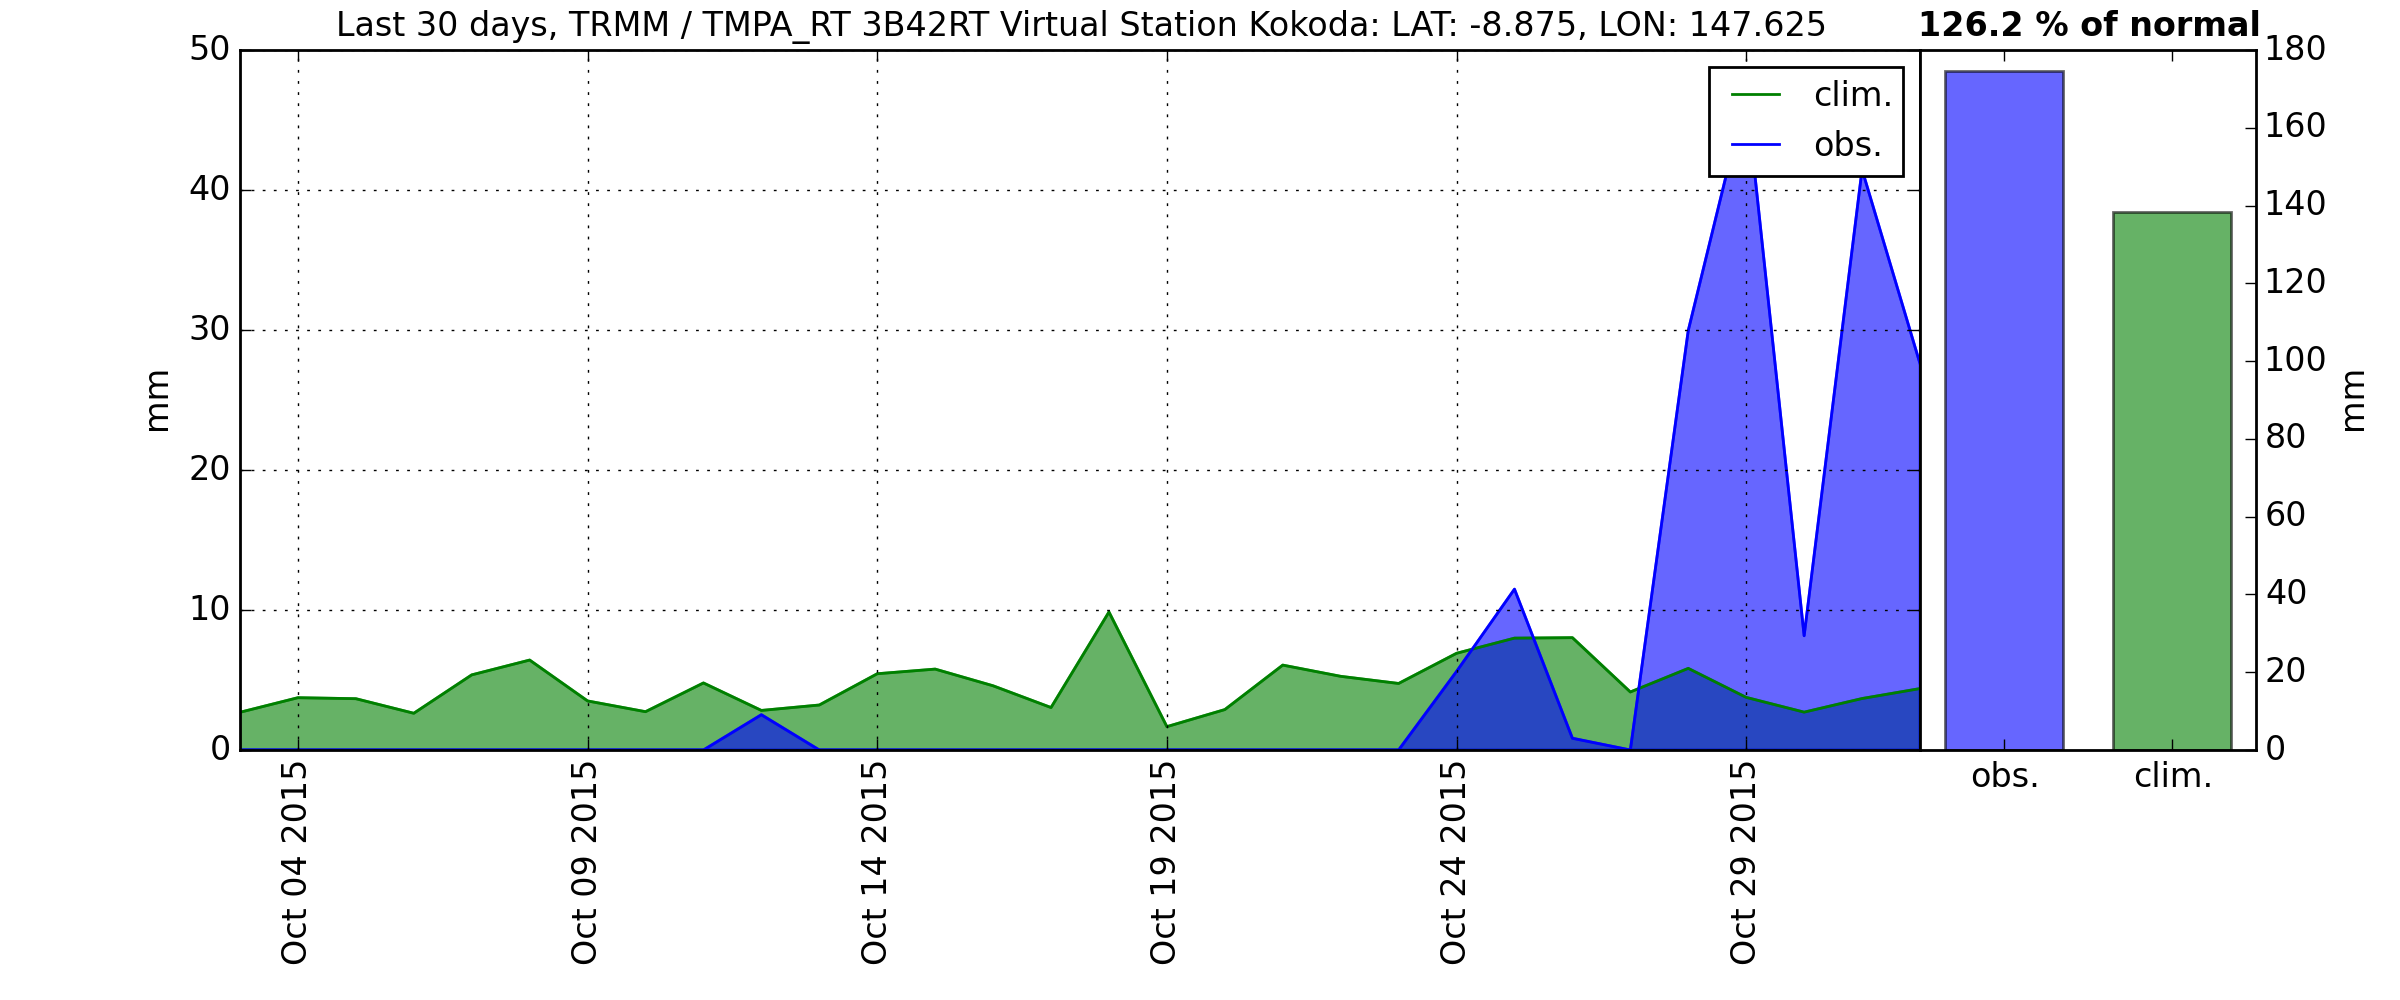 Last 30 days, TRMM / TMPA_RT 3B42RT Virtual Station Kokoda: LAT: -8.875, LON: 147.625
126.2 % of normal
50
40
30
20
10
0
mm
clim.
obs.
Oct 04 2015
Oct 09 2015
Oct 14 2015
Oct 19 2015
Oct 24 2015
Oct 29 2015
180
160
140
120
100
80
60
40
20
0
mm
obs.
clim.